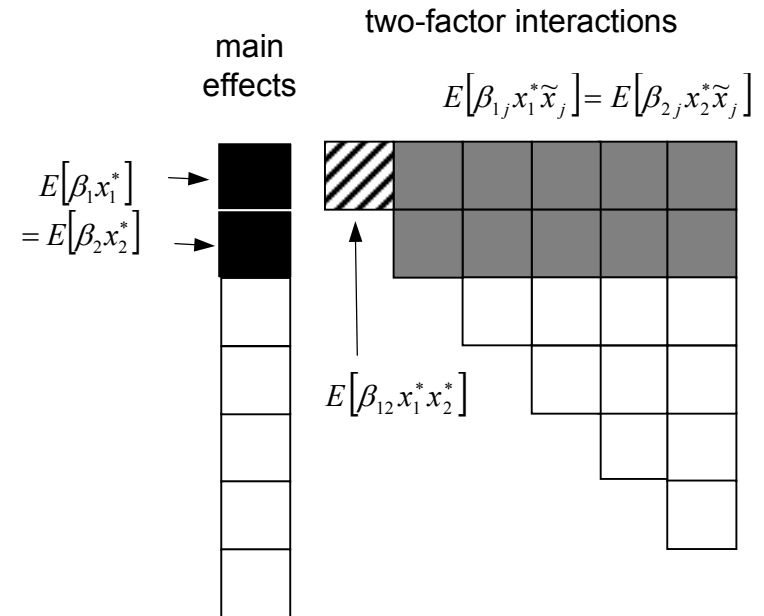 two-factor interactions
main
effects
E[β₁ⱼx₁*x̃ⱼ]= E[β₂ⱼx₂*x̃ⱼ]
E[β₁x₁*]
= E[β₂x₂*]
E[β₁₂x₁*x₂*]